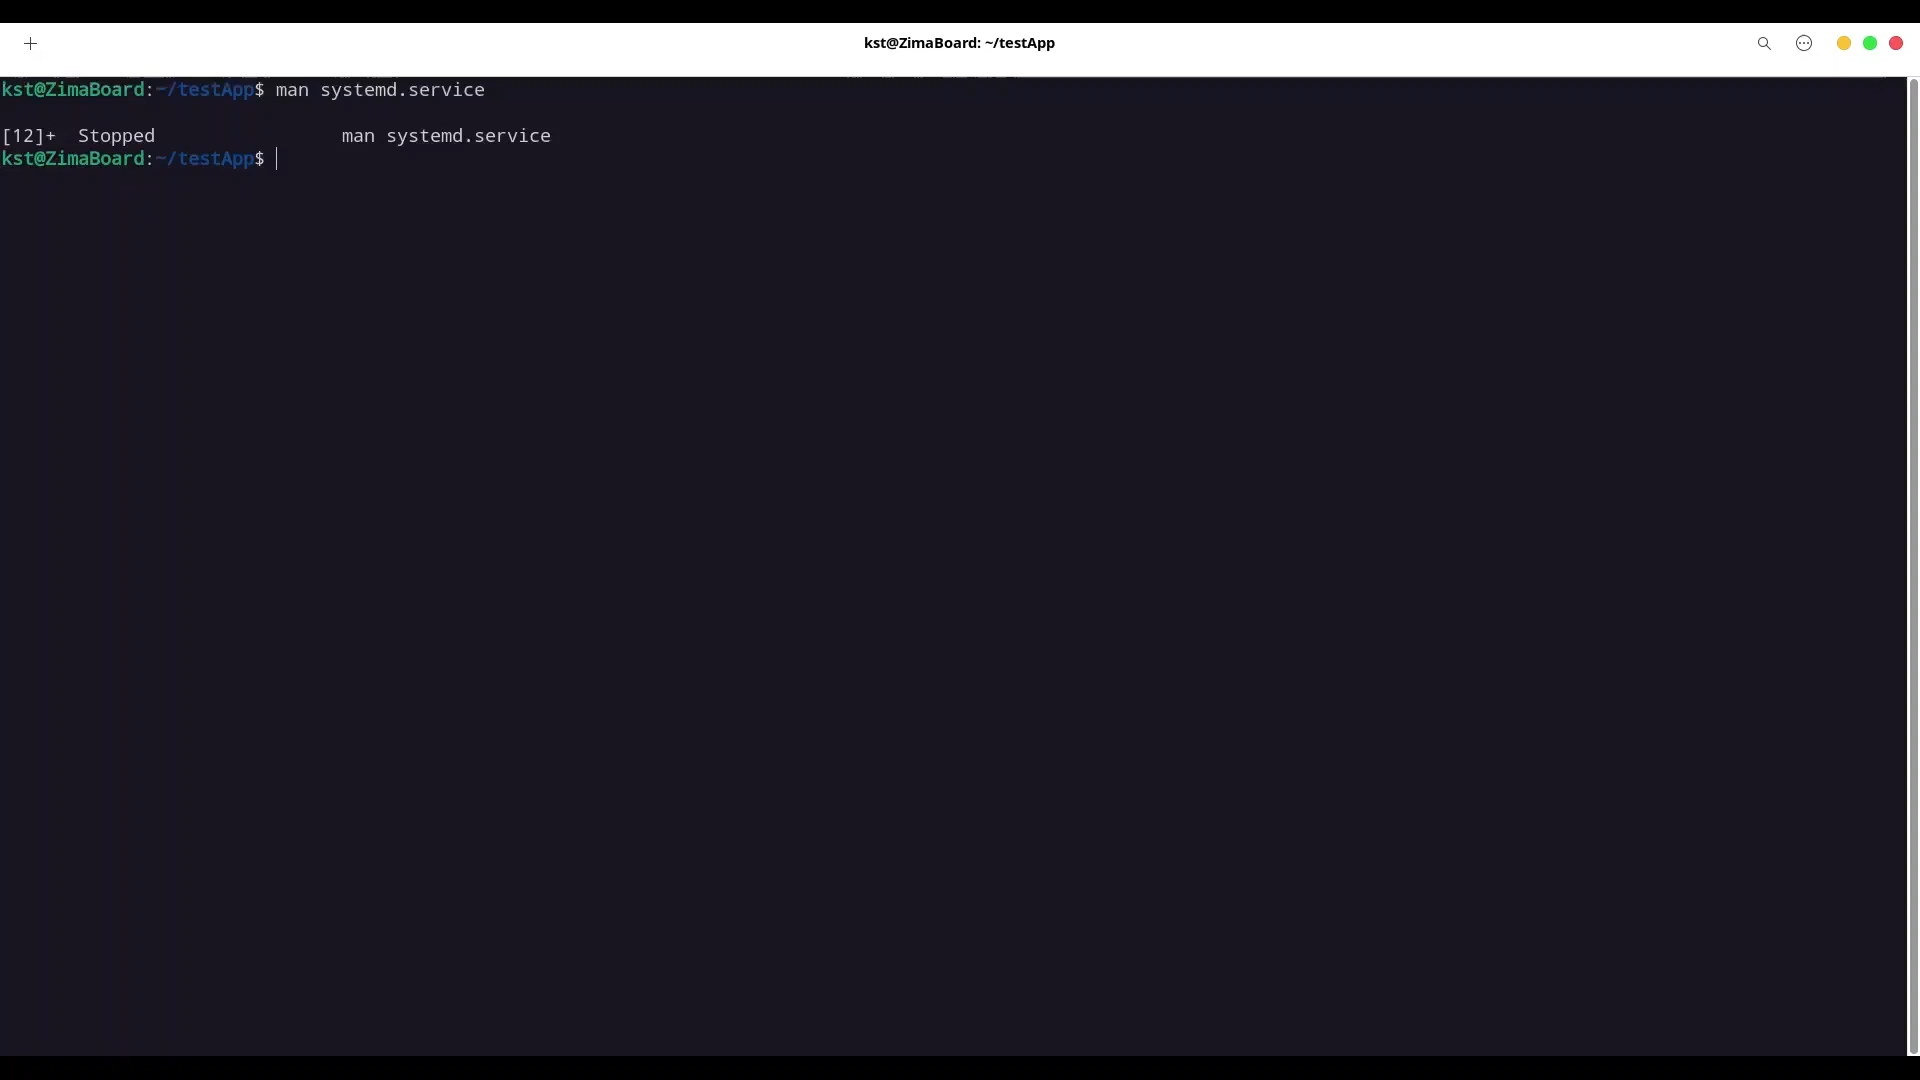 kst@ZimaBoard: ~/testApp
kst@ZimaBoard:~/testApp$ man systemd.service
[12]+  Stopped                 man systemd.service
kst@ZimaBoard:~/testApp$